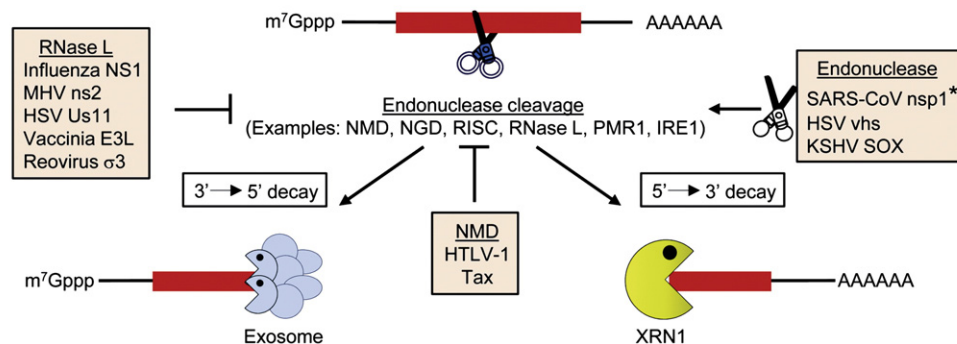 m⁷Gppp AAAAAA
RNase L
Influenza NS1
MHV ns2
HSV Us11
Vaccinia E3L
Reovirus σ3
Endonuclease
SARS-CoV nsp1*
HSV vhs
KSHV SOX
Endonuclease cleavage
(Examples: NMD, NGD, RISC, RNase L, PMR1, IRE1)
3’ → 5’ decay
5’ → 3’ decay
NMD
HTLV-1
Tax
m⁷Gppp
Exosome
XRN1
AAAAAA